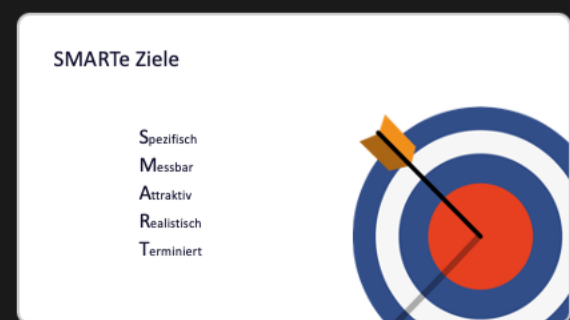 SMARTe Ziele
Spezifisch
Messbar
Attraktiv
Realistisch
Terminiert